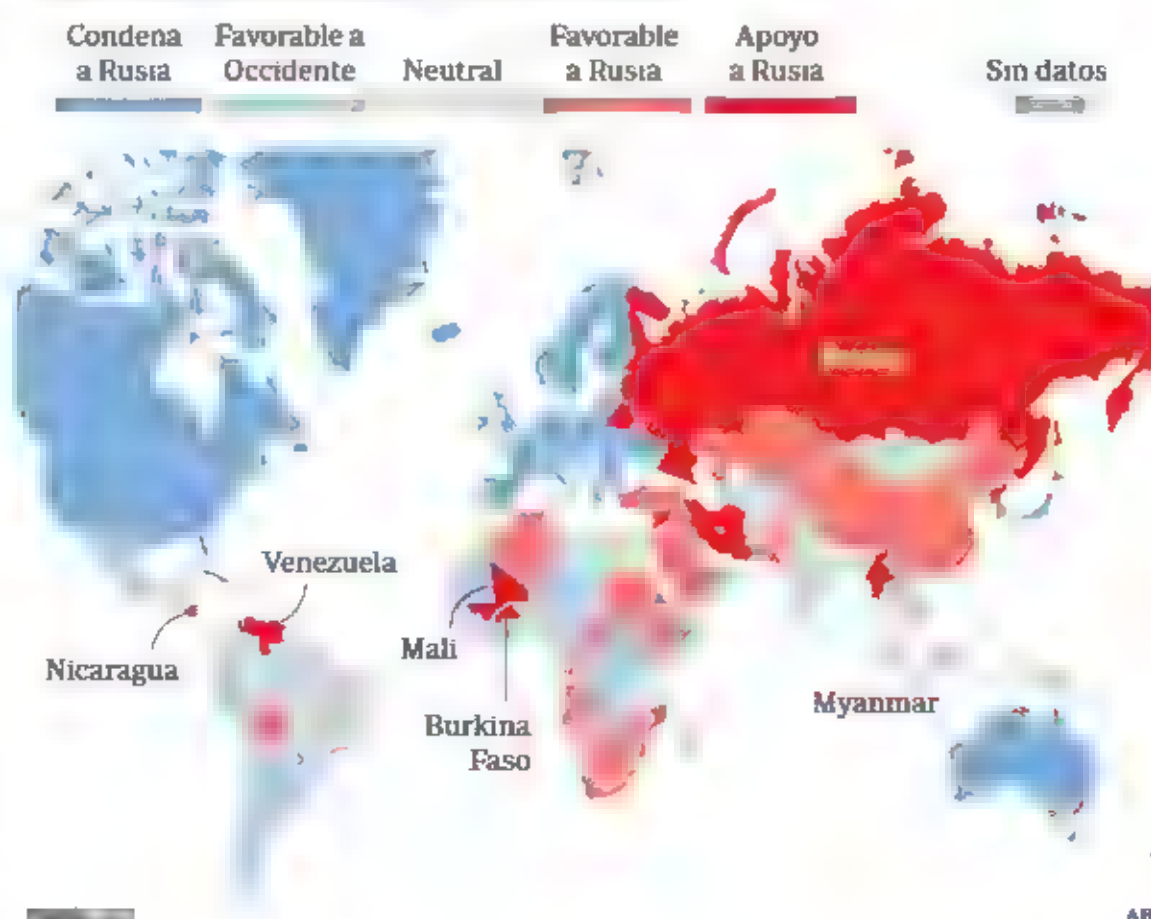 Condena
a Rusia
Favorable a
Occidente
Neutral
Favorable
a Rusia
Apoyo
a Rusia
Sin datos
Venezuela
Nicaragua
Mali
Burkina
Faso
Myanmar